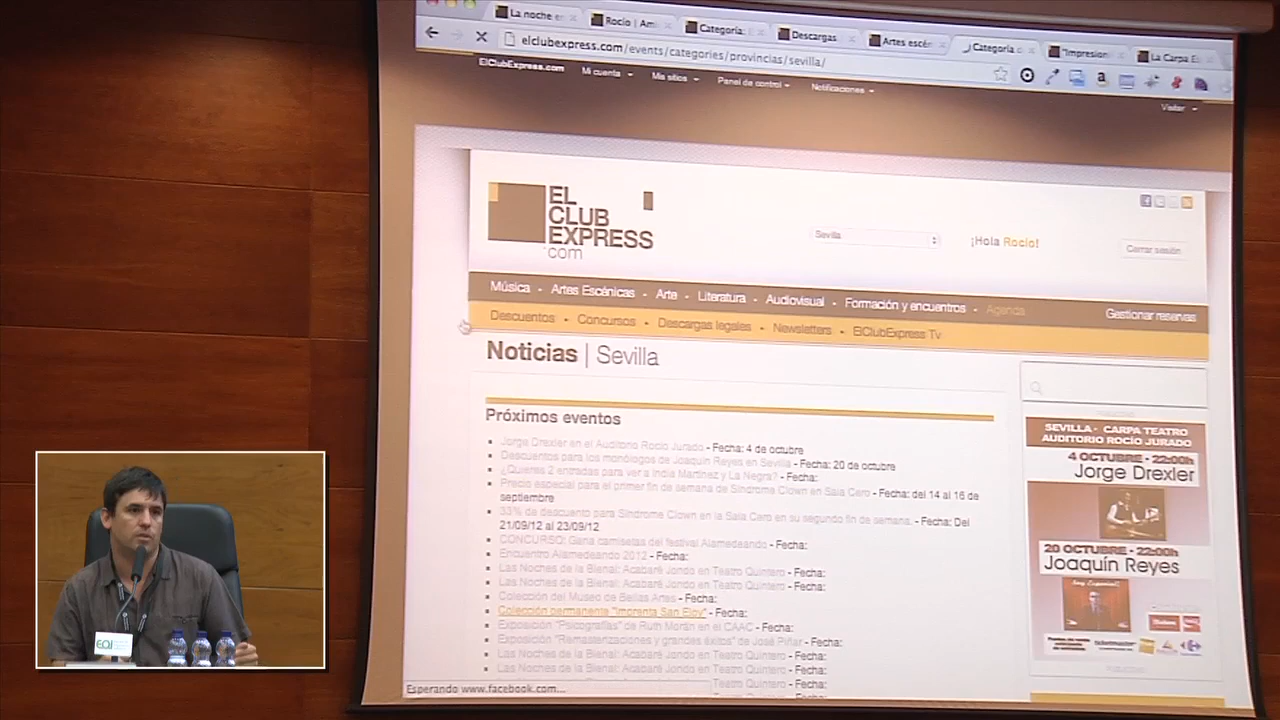 La noche e
Rocío | Am
Categoría:
Descargas
Artes escén
Categoría
"Impresion
La Carpa E
elclubexpress.com/events/categories/provincias/sevilla/
ElClubExpress.com Mi cuenta Mis sitios Panel de control Notificaciones
Visitar
EL
CLUB
EXPRESS
.com
Sevilla
¡Hola Rocio!
Cerrar sesión
Música - Artes Escénicas - Arte - Literatura - Audiovisual - Formación y encuentros - Agenda
Gestionar reservas
Descuentos • Concursos • Descargas legales • Newsletters • ElClubExpress Tv
Noticias | Sevilla
Próximos eventos
Jorge Drexler en el Auditorio Rocío Jurado - Fecha: 4 de octubre
Descuentos para los monólogos de Joaquín Reyes en Sevilla - Fecha: 20 de octubre
¿Quieres 2 entradas para ver a India Martínez y La Negra? - Fecha:
Precio especial para el primer fin de semana de Síndrome Clown en Sala Cero - Fecha: del 14 al 16 de
septiembre
33% de descuento para Síndrome Clown en la Sala Cero en su segundo fin de semana. - Fecha: Del
21/09/12 al 23/09/12
CONCURSO: Gana camisetas del festival Alamedeando - Fecha:
Encuentro Alamedeando 2012 - Fecha:
Las Noches de la Bienal: Acabaré Jondo en Teatro Quintero - Fecha:
Las Noches de la Bienal: Acabaré Jondo en Teatro Quintero - Fecha:
Colección del Museo de Bellas Artes - Fecha:
Colección permanente "Imprenta San Eloy" - Fecha:
Exposición "Psicografías" de Ruth Morán en el CAAC - Fecha:
Exposición "Remasterizaciones y grandes éxitos" de José Piñar - Fecha:
Las Noches de la Bienal: Acabaré Jondo en Teatro Quintero - Fecha:
Las Noches de la Bienal: Acabaré Jondo en Teatro Quintero - Fecha:
Teatro Quintero - Fecha:
Esperando www.facebook.com...
PUBLICIDAD
SEVILLA - CARPA TEATRO
AUDITORIO ROCÍO JURADO
4 OCTUBRE - 22:00h
Jorge Drexler
20 OCTUBRE - 22:00h
Joaquín Reyes
PUBLICIDAD
EOI